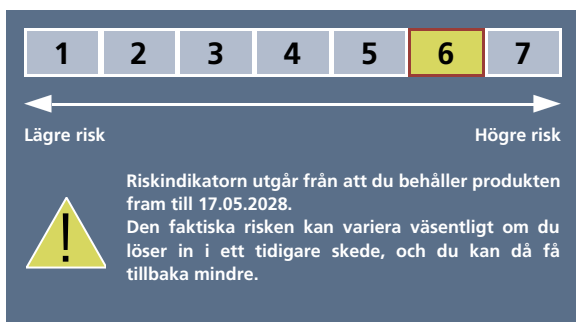 1 2 3 4 5 6 7
Lägre risk Högre risk
Riskindikatorn utgår från att du behåller produkten
fram till 17.05.2028.
Den faktiska risken kan variera väsentligt om du
löser in i ett tidigare skede, och du kan då få
tillbaka mindre.
!